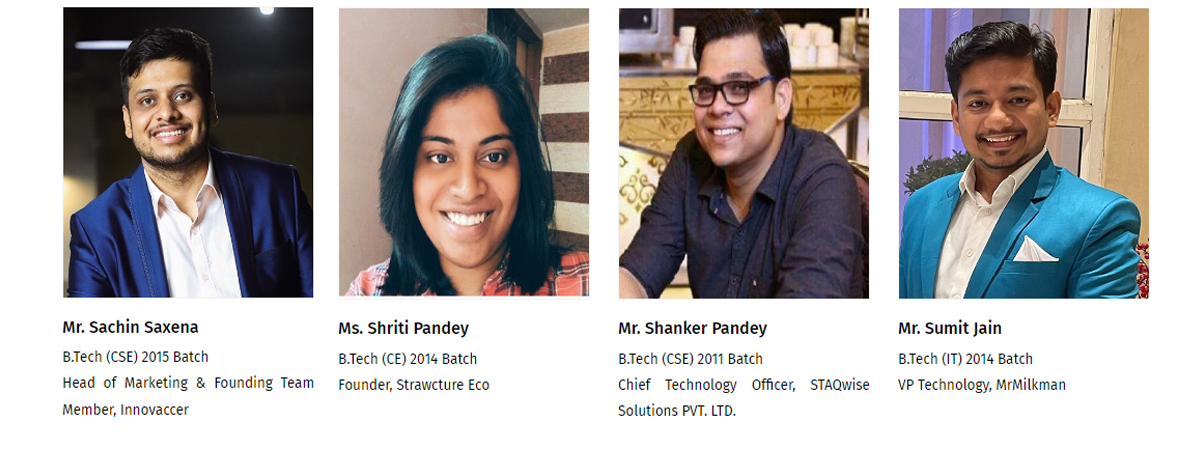 Mr. Sachin Saxena
B.Tech (CSE) 2015 Batch
Head of Marketing & Founding Team
Member, Innovaccer
Ms. Shriti Pandey
B.Tech (CE) 2014 Batch
Founder, Strawcture Eco
Mr. Shanker Pandey
B.Tech (CSE) 2011 Batch
Chief Technology Officer, STAQwise
Solutions PVT. LTD.
Mr. Sumit Jain
B.Tech (IT) 2014 Batch
VP Technology, MrMilkman